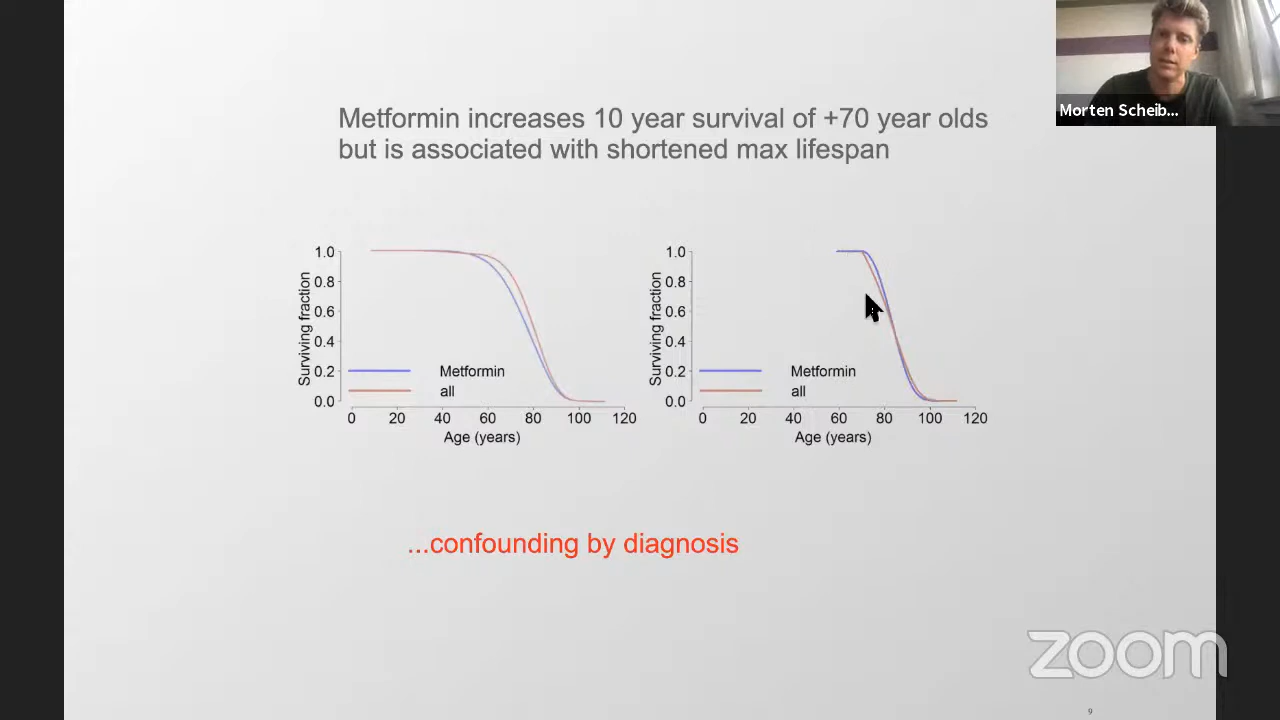 Metformin increases 10 year survival of +70 year olds
but is associated with shortened max lifespan
Morten Scheib...
1.0
0.8
0.6
0.4
0.2
0.0
Surviving fraction
Metformin
all
0 20 40 60 80 100 120
Age (years)
1.0
0.8
0.6
0.4
0.2
0.0
Surviving fraction
Metformin
all
0 20 40 60 80 100 120
Age (years)
...confounding by diagnosis
zoom
9